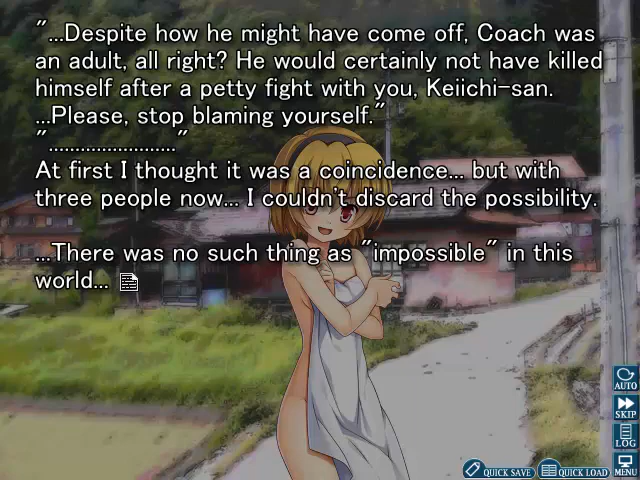 "...Despite how he might have come off, Coach was
an adult, all right? He would certainly not have killed
himself after a petty fight with you, Keiichi-san.
...Please, stop blaming yourself."
"........................"
At first I thought it was a coincidence... but with
three people now... I couldn't discard the possibility.
...There was no such thing as "impossible" in this
world...
AUTO
SKIP
LOG
MENU
QUICK SAVE
QUICK LOAD